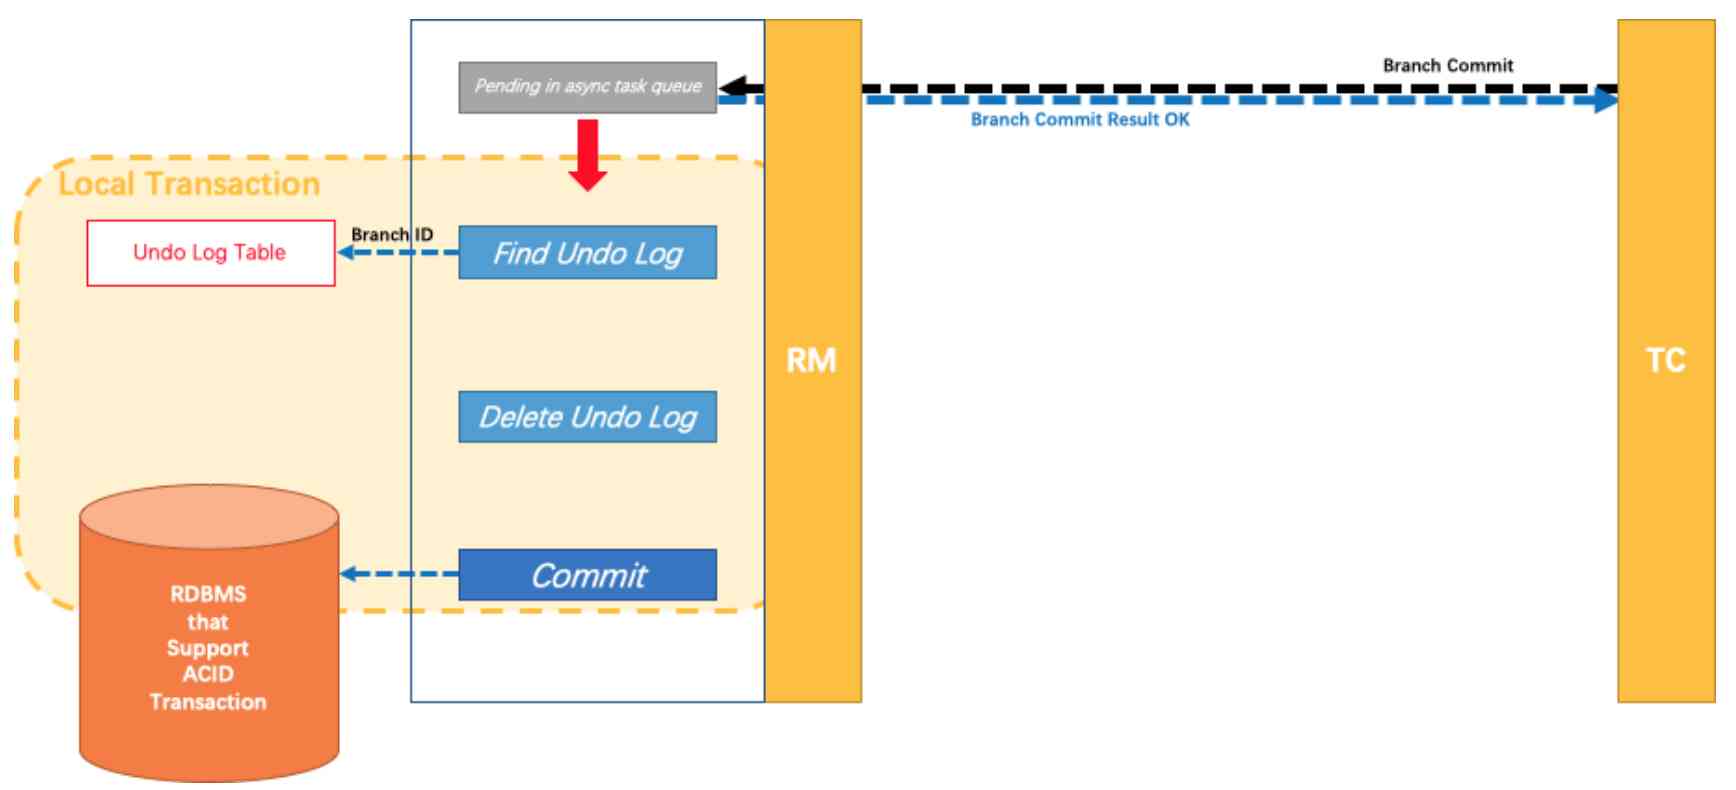 Branch Commit
Pending in async task queue
Branch Commit Result OK
Local Transaction
Branch ID
Undo Log Table
Find Undo Log
RM
TC
Delete Undo Log
Commit
RDBMS
that
Support
ACID
Transaction